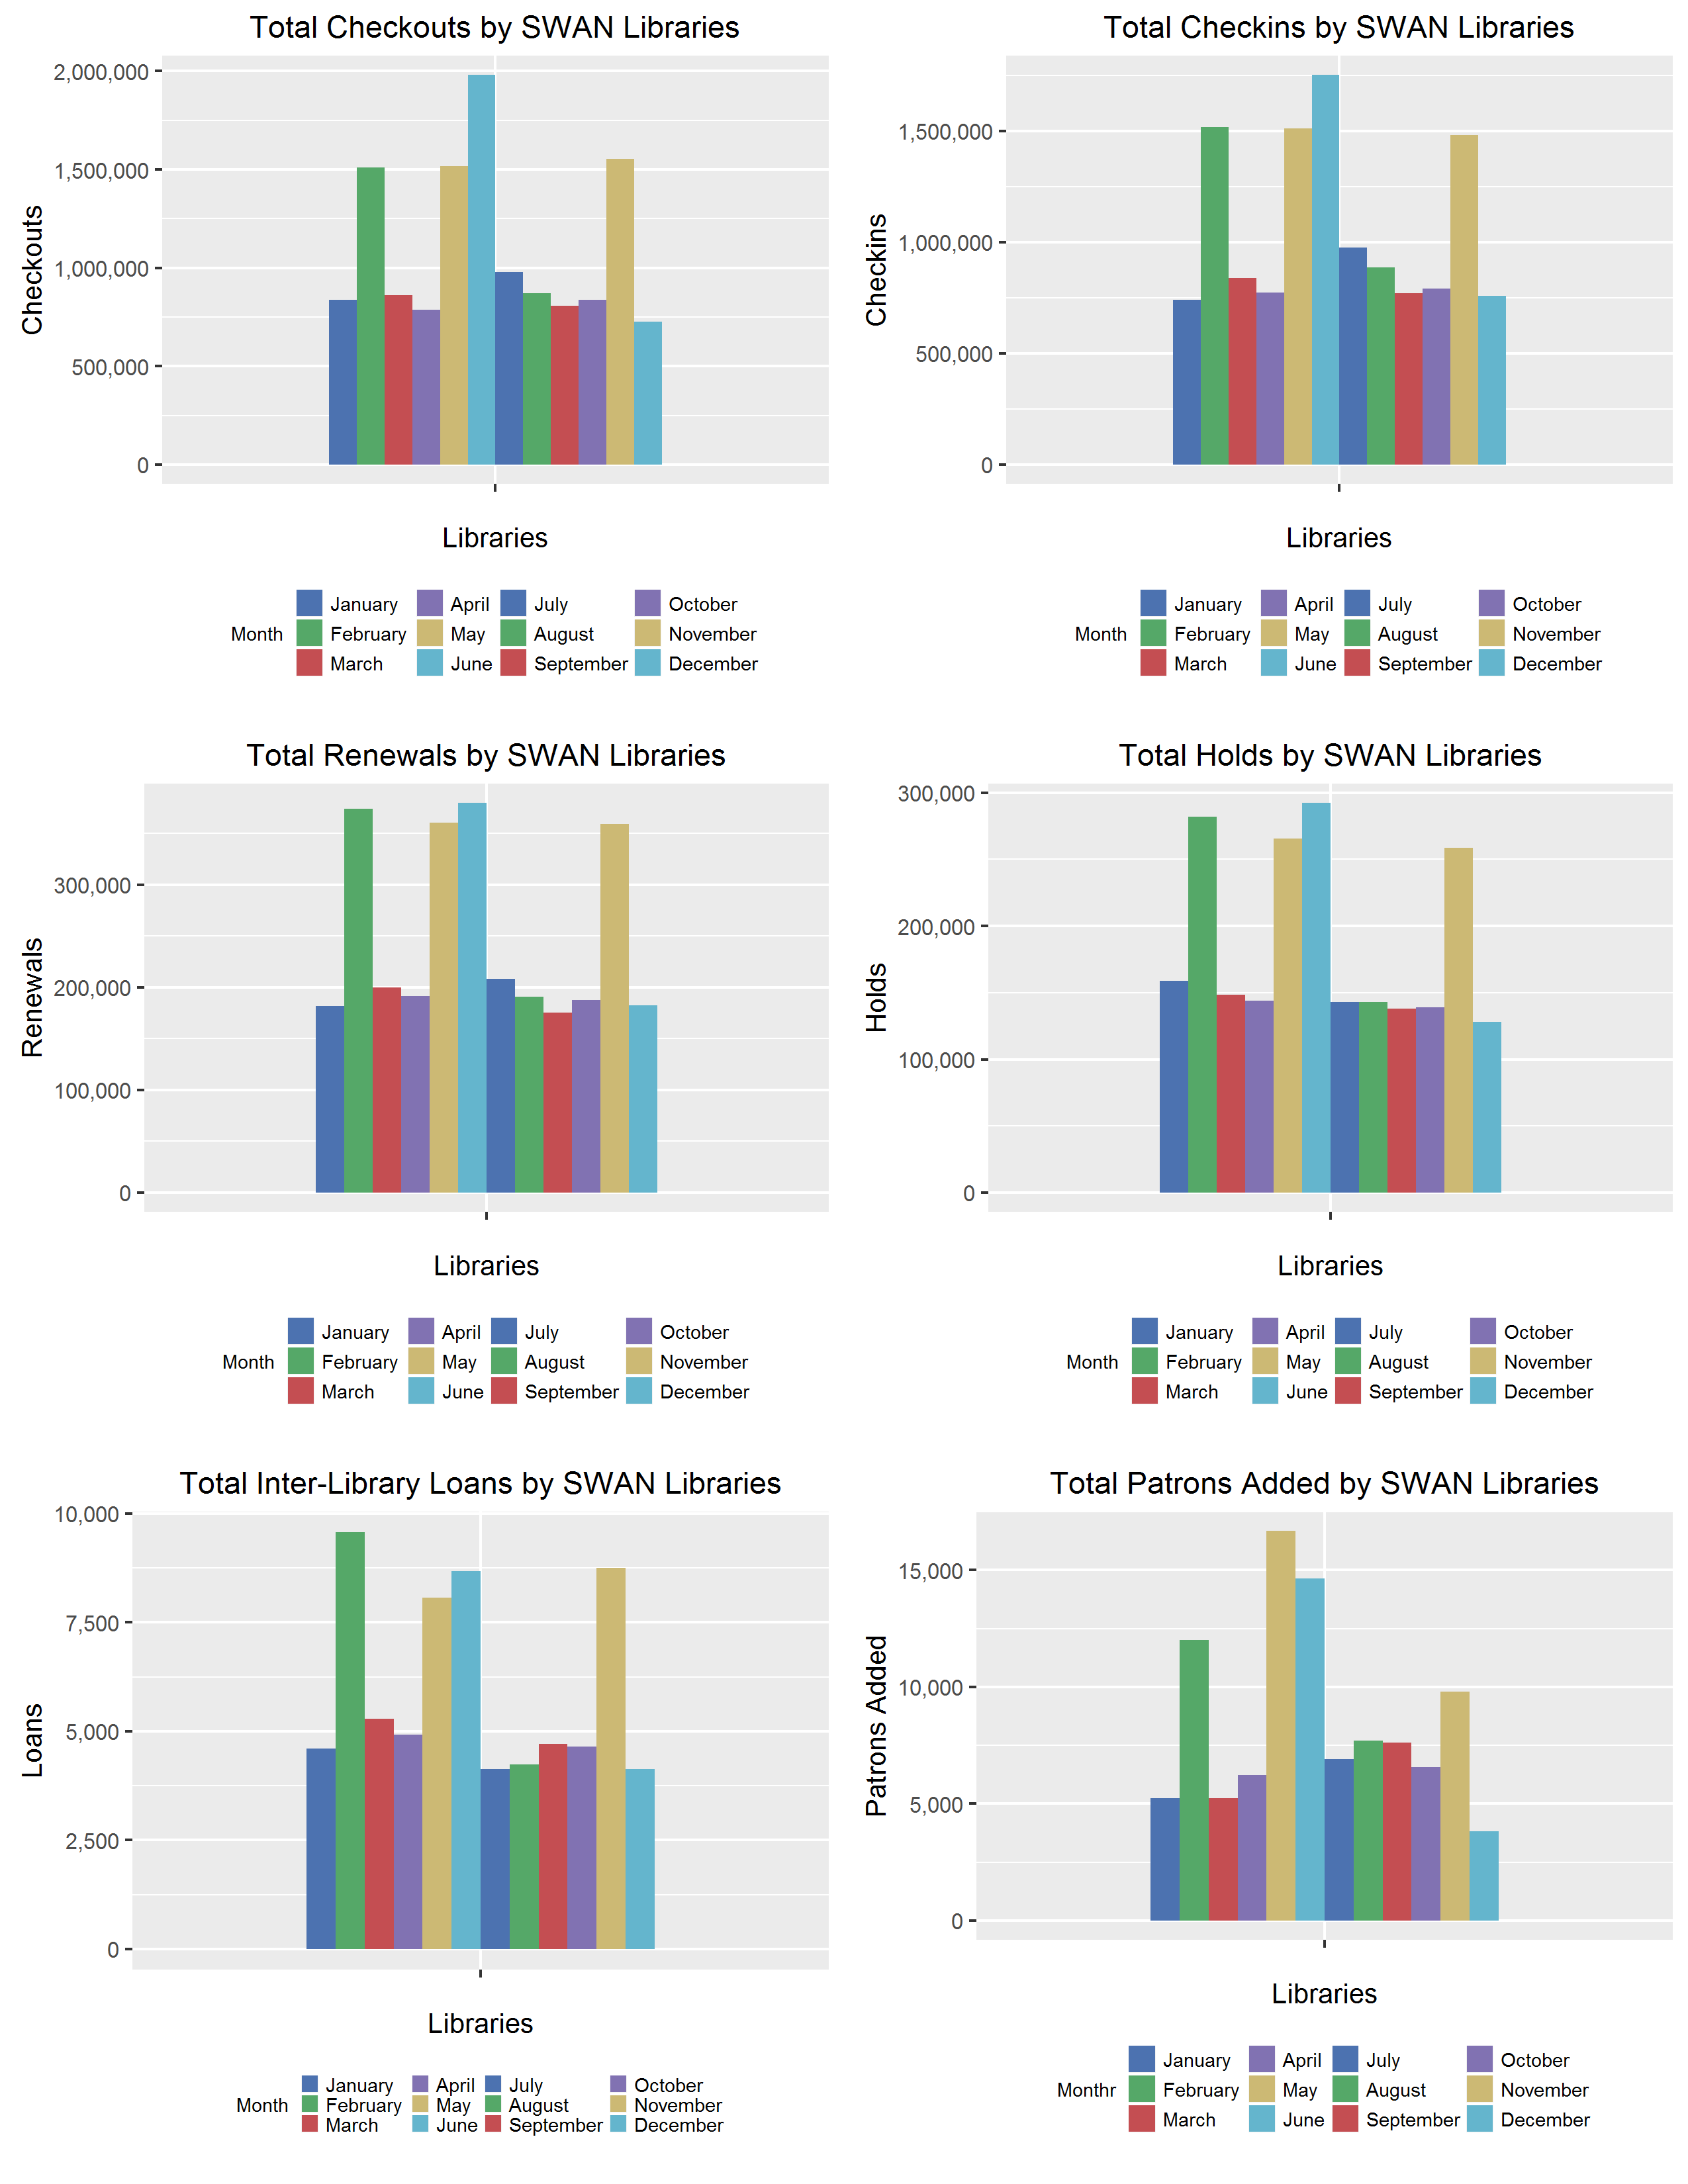 Total Checkouts by SWAN Libraries
2,000,000
1,500,000
1,000,000
500,000
0
Checkouts
Libraries
Month
January April July October
February May August November
March June September December
Total Checkins by SWAN Libraries
1,500,000
1,000,000
500,000
0
Checkins
Libraries
Month
January April July October
February May August November
March June September December
Total Renewals by SWAN Libraries
300,000
200,000
100,000
0
Renewals
Libraries
Month
January April July October
February May August November
March June September December
Total Holds by SWAN Libraries
300,000
200,000
100,000
0
Holds
Libraries
Month
January April July October
February May August November
March June September December
Total Inter-Library Loans by SWAN Libraries
10,000
7,500
5,000
2,500
0
Loans
Libraries
Month
January April July October
February May August November
March June September December
Total Patrons Added by SWAN Libraries
15,000
10,000
5,000
0
Patrons Added
Libraries
Monthr
January April July October
February May August November
March June September December